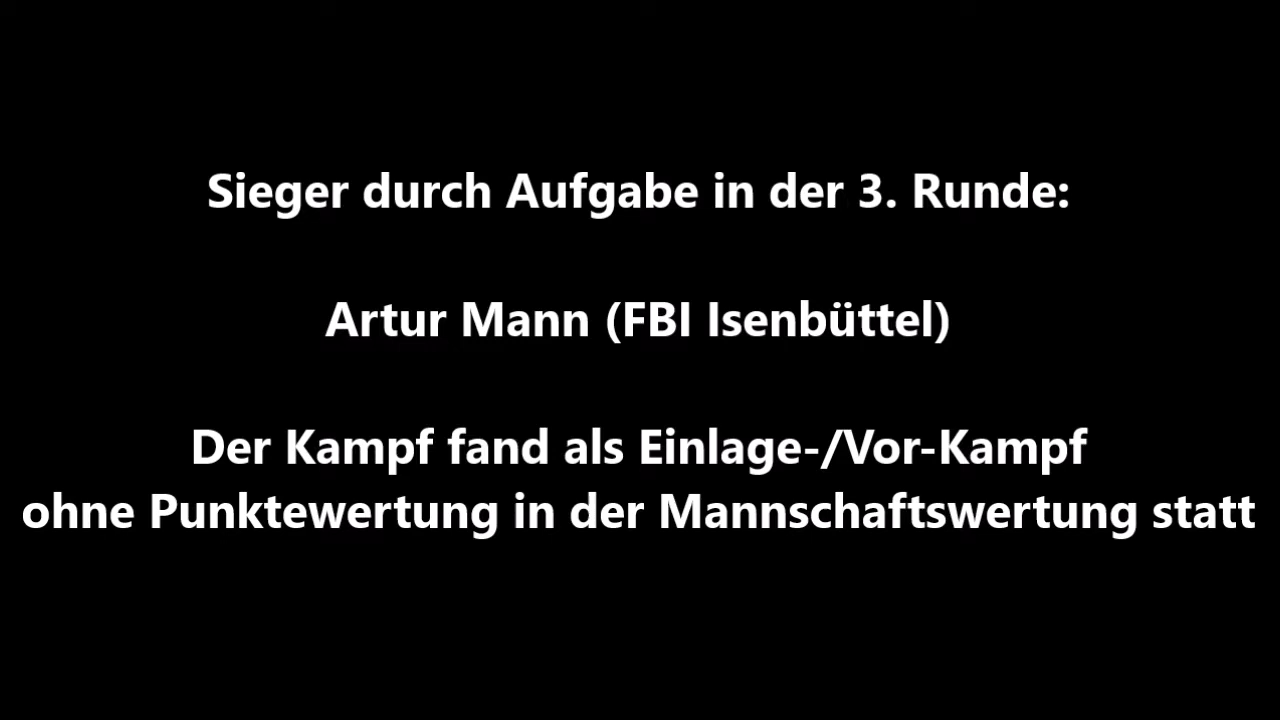 Sieger durch Aufgabe in der 3. Runde:
Artur Mann (FBI Isenbüttel)
Der Kampf fand als Einlage-/Vor-Kampf
ohne Punktewertung in der Mannschaftswertung statt